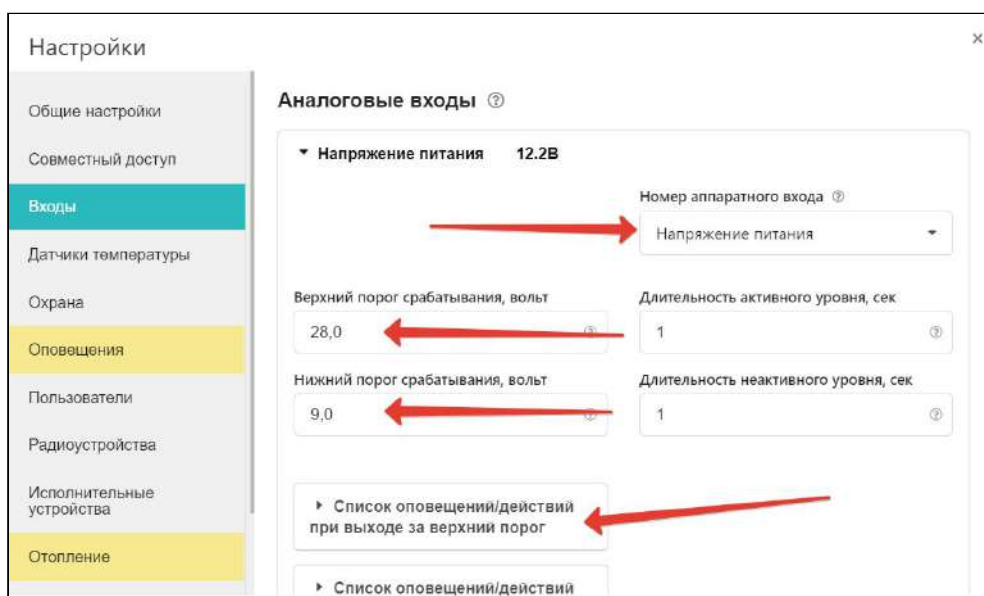 Настройки
×
Общие настройки
Совместный доступ
Входы
Датчики температуры
Охрана
Оповещения
Пользователи
Радиоустройства
Исполнительные
устройства
Отопление
Аналоговые входы ?
Напряжение питания 12.2В
Номер аппаратного входа ?
Напряжение питания
Верхний порог срабатывания, вольт
28,0 ?
Длительность активного уровня, сек
1 ?
Нижний порог срабатывания, вольт
9,0 ?
Длительность неактивного уровня, сек
1 ?
Список оповещений/действий
при выходе за верхний порог
Список оповещений/действий